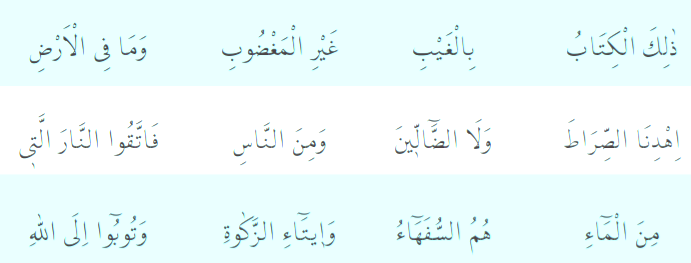 ذٰلِكَ الْكِتَابُ بِالْغَيْبِ غَيْرِ الْمَغْضُوبِ وَمَا فِى الْاَرْضِ
اِهْدِنَا الصِّرَاطَ وَلَا الضَّٓالّ۪ينَ وَمِنَ النَّاسِ فَاتَّقُوا النَّارَ الَّت۪ى
مِنَ الْمَٓاءِ هُمُ السُّفَهَٓاءُ وَا۪يتَٓاءِ الزَّكٰوةِ وَتُوبُٓوا اِلَى اللّٰهِ